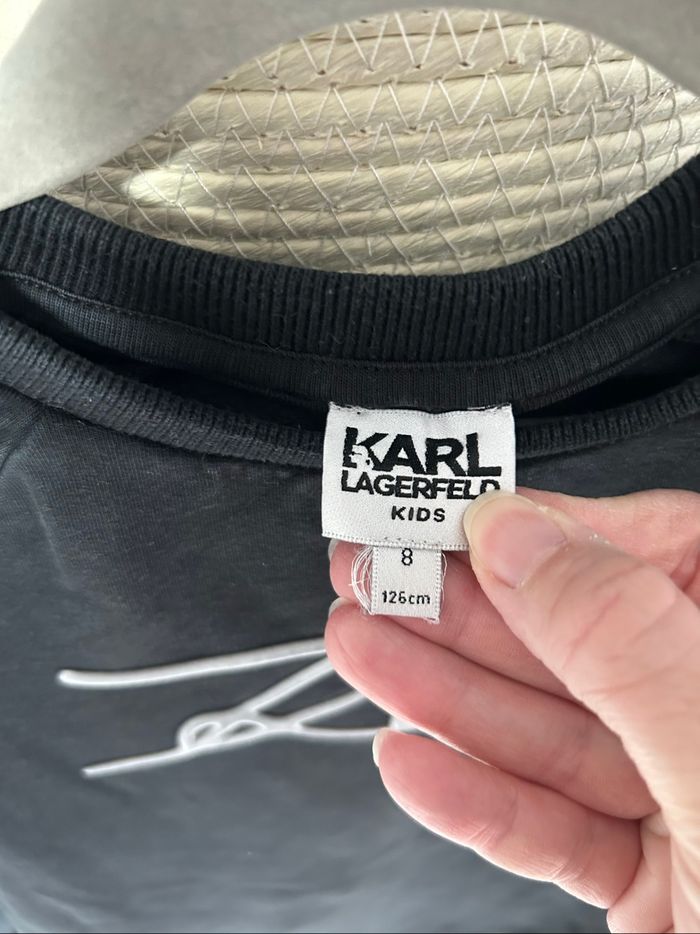 KARL
LAGERFELD
KIDS
8
126cm